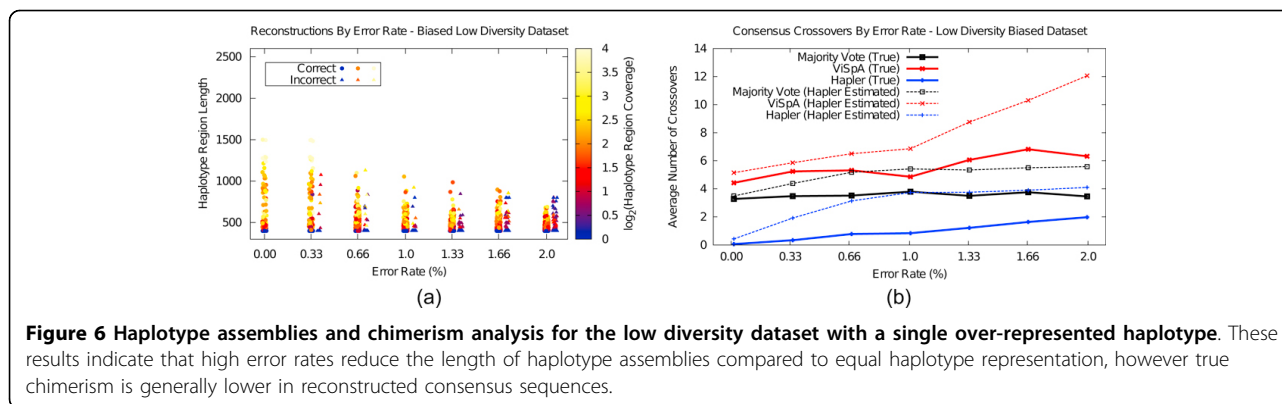 Reconstructions By Error Rate - Biased Low Diversity Dataset
2500
2000
1500
1000
500
Haplotype Region Length
Correct
Incorrect
0.00 0.33 0.66 1.0 1.33 1.66 2.0
Error Rate (%)
4
3.5
3
2.5
2
1.5
1
0.5
0
log2(Haplotype Region Coverage)
(a)
Consensus Crossovers By Error Rate - Low Diversity Biased Dataset
14
12
10
8
6
4
2
0
Average Number of Crossovers
Majority Vote (True)
ViSpA (True)
Hapler (True)
Majority Vote (Hapler Estimated)
ViSpA (Hapler Estimated)
Hapler (Hapler Estimated)
0.00 0.33 0.66 1.0 1.33 1.66 2.0
Error Rate (%)
(b)
Figure 6 Haplotype assemblies and chimerism analysis for the low diversity dataset with a single over-represented haplotype. These
results indicate that high error rates reduce the length of haplotype assemblies compared to equal haplotype representation, however true
chimerism is generally lower in reconstructed consensus sequences.